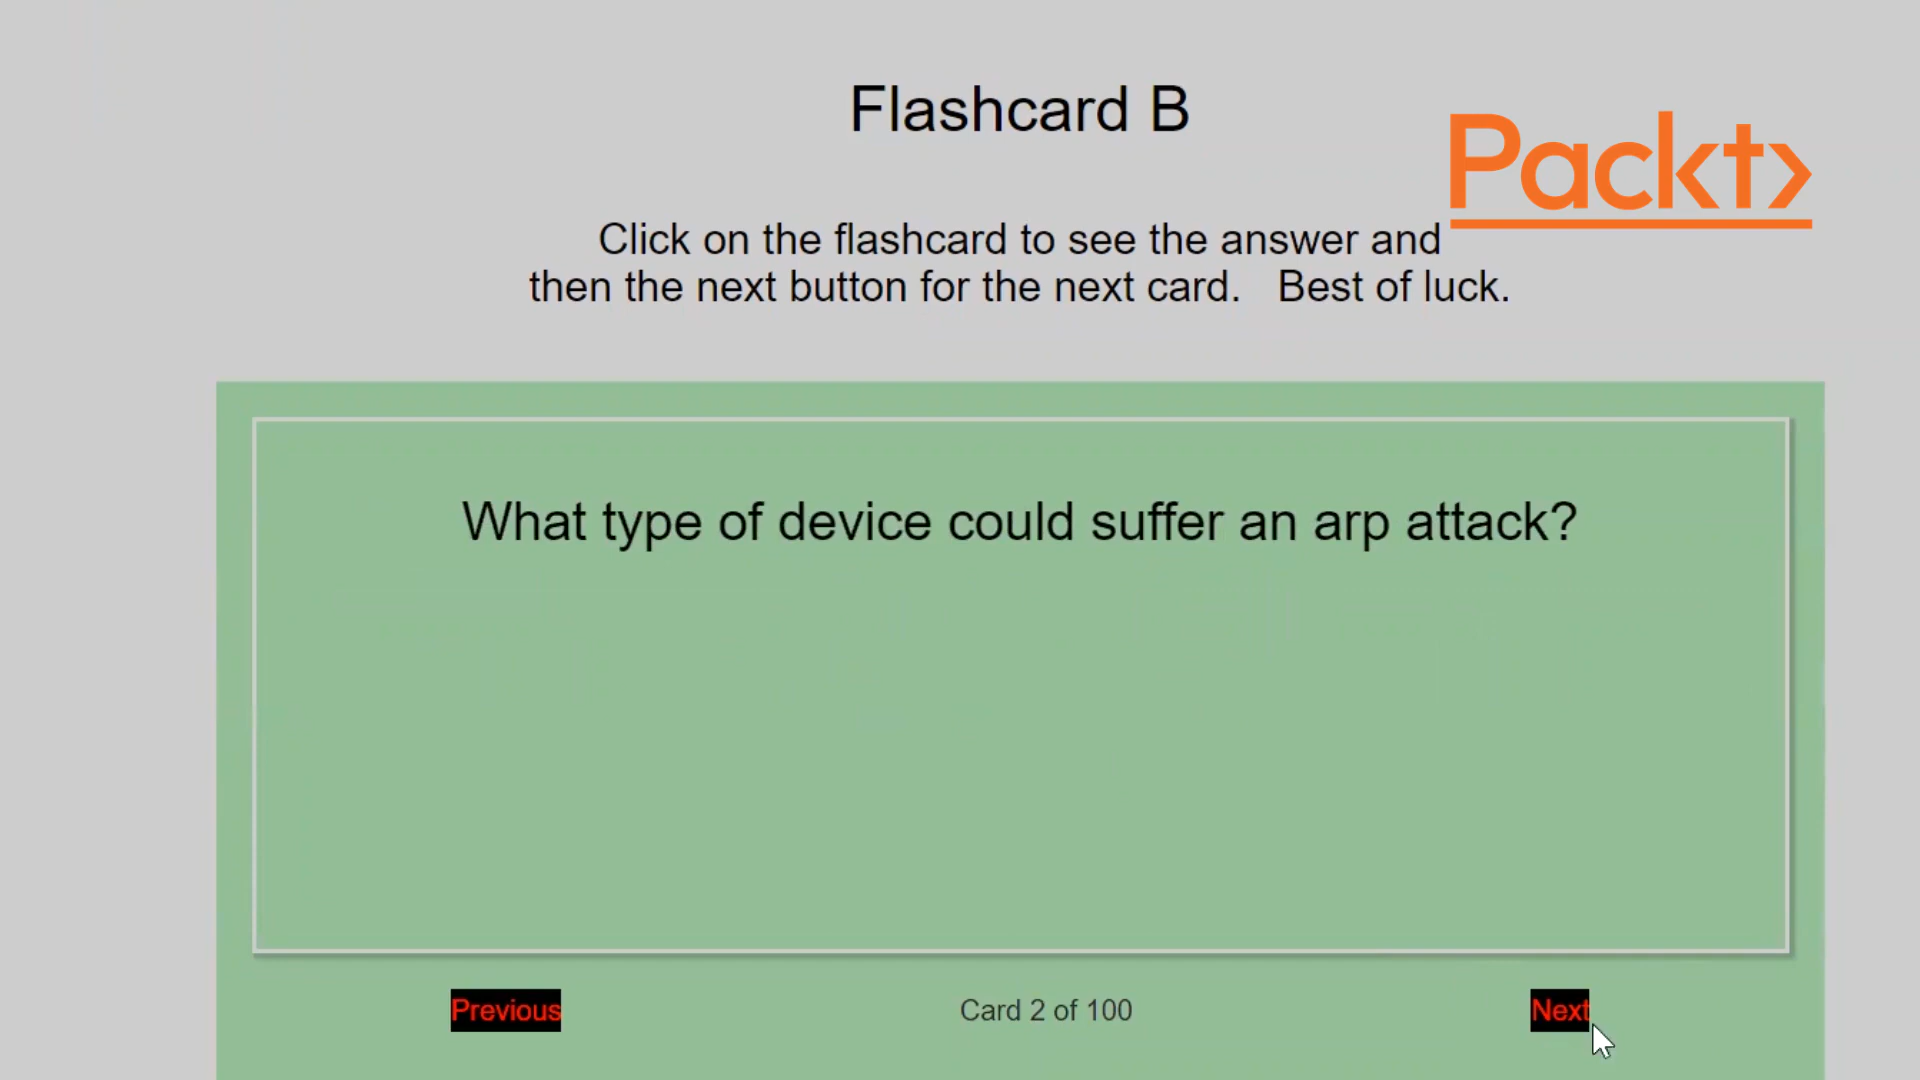 Flashcard B
Packt
Click on the flashcard to see the answer and
then the next button for the next card. Best of luck.
What type of device could suffer an arp attack?
Previous
Card 2 of 100
Next